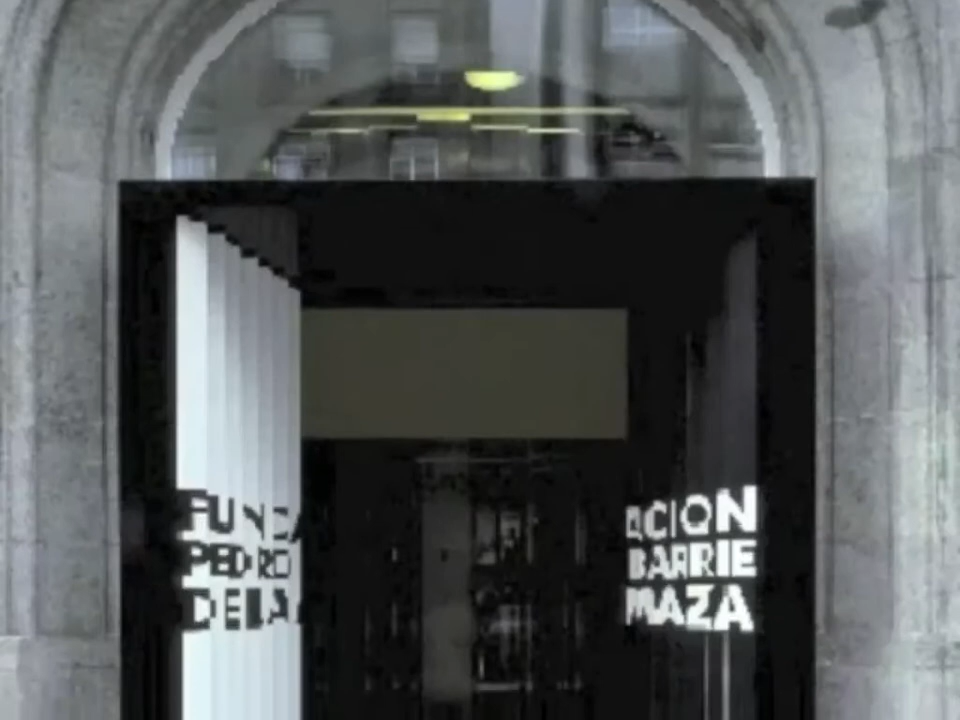 FUNDA
PEDRO
DE LA
ACION
BARRIE
MAZA